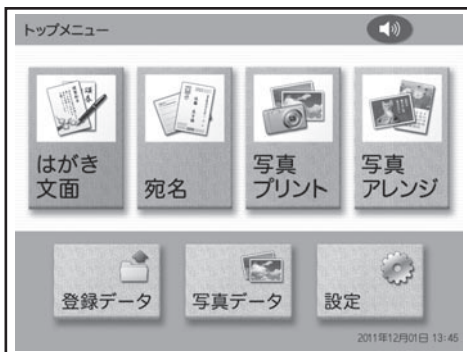 トップメニュー
はがき
文面
宛名
写真
プリント
写真
アレンジ
登録データ
写真データ
設定
2011年12月01日 13:45